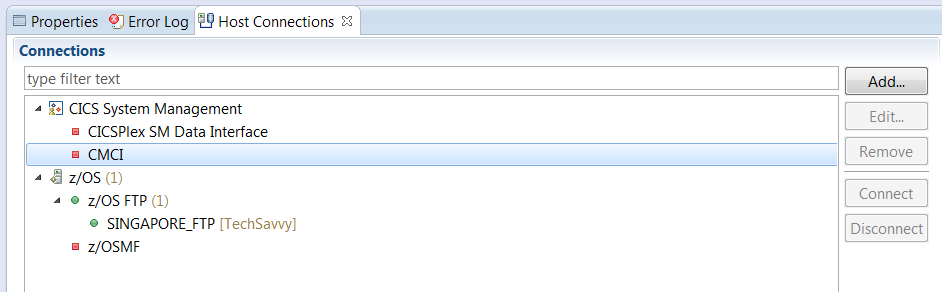 Properties Error Log Host Connections
Connections
type filter text
Add...
CICS System Management
CICSPlex SM Data Interface
Edit...
CMCI
Remove
z/OS (1)
z/OS FTP (1)
Connect
SINGAPORE_FTP [TechSavvy]
Disconnect
z/OSMF